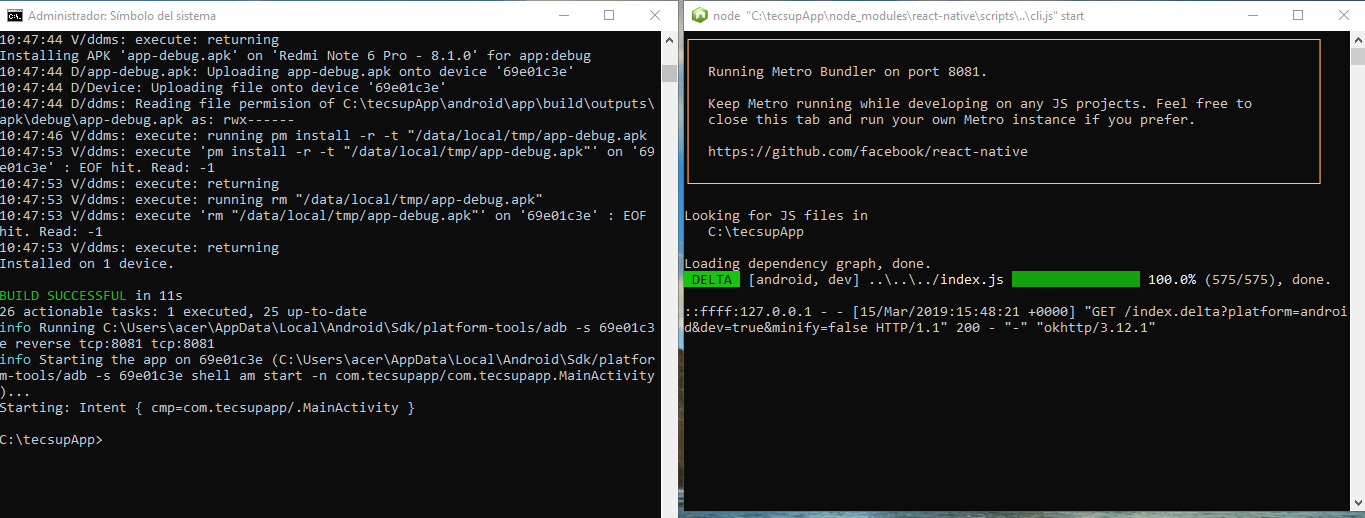 Administrador: Símbolo del sistema
10:47:44 V/ddms: execute: returning
Installing APK 'app-debug.apk' on 'Redmi Note 6 Pro - 8.1.0' for app:debug
10:47:44 D/app-debug.apk: Uploading app-debug.apk onto device '69e01c3e'
10:47:44 D/Device: Uploading file onto device '69e01c3e'
10:47:44 D/ddms: Reading file permision of C:\tecsupApp\android\app\build\outputs\
apk\debug\app-debug.apk as: rwx------
10:47:46 V/ddms: execute: running pm install -r -t "/data/local/tmp/app-debug.apk
10:47:53 V/ddms: execute 'pm install -r -t "/data/local/tmp/app-debug.apk"' on '69
e01c3e' : EOF hit. Read: -1
10:47:53 V/ddms: execute: returning
10:47:53 V/ddms: execute: running rm "/data/local/tmp/app-debug.apk"
10:47:53 V/ddms: execute 'rm "/data/local/tmp/app-debug.apk"' on '69e01c3e' : EOF
hit. Read: -1
10:47:53 V/ddms: execute: returning
Installed on 1 device.
BUILD SUCCESSFUL in 11s
26 actionable tasks: 1 executed, 25 up-to-date
info Running C:\Users\acer\AppData\Local\Android\Sdk/platform-tools/adb -s 69e01c3
e reverse tcp:8081 tcp:8081
info Starting the app on 69e01c3e (C:\Users\acer\AppData\Local\Android\Sdk/platfor
m-tools/adb -s 69e01c3e shell am start -n com.tecsupapp/com.tecsupapp.MainActivity
)...
Starting: Intent { cmp=com.tecsupapp/.MainActivity }
C:\tecsupApp>
node "C:\tecsupApp\node_modules\react-native\scripts\..\cli.js" start
Running Metro Bundler on port 8081.
Keep Metro running while developing on any JS projects. Feel free to
close this tab and run your own Metro instance if you prefer.
https://github.com/facebook/react-native
Looking for JS files in
C:\tecsupApp
Loading dependency graph, done.
DELTA [android, dev] ..\..\../index.js 100.0% (575/575), done.
::ffff:127.0.0.1 - - [15/Mar/2019:15:48:21 +0000] "GET /index.delta?platform=androi
d&dev=true&minify=false HTTP/1.1" 200 - "-" "okhttp/3.12.1"